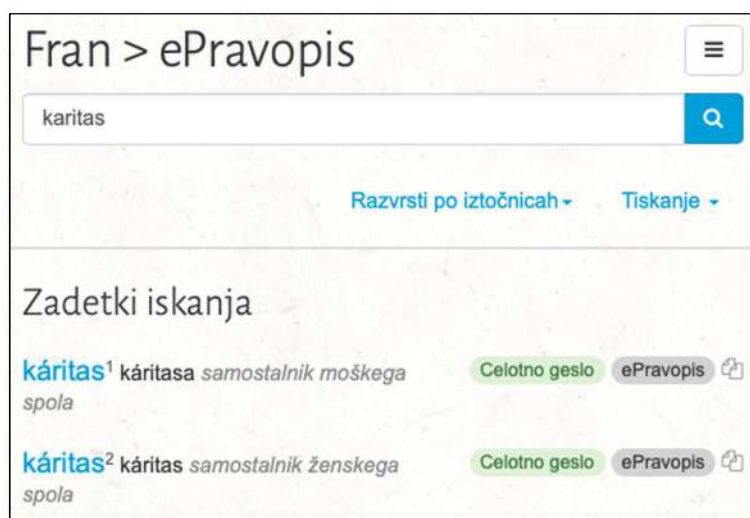 Fran > ePravopis
karitas
Razvrsti po iztočnicah Tiskanje
Zadetki iskanja
káritas¹ káritasa samostalnik moškega Celotno geslo ePravopis
spola
káritas² káritas samostalnik ženskega Celotno geslo ePravopis
spola